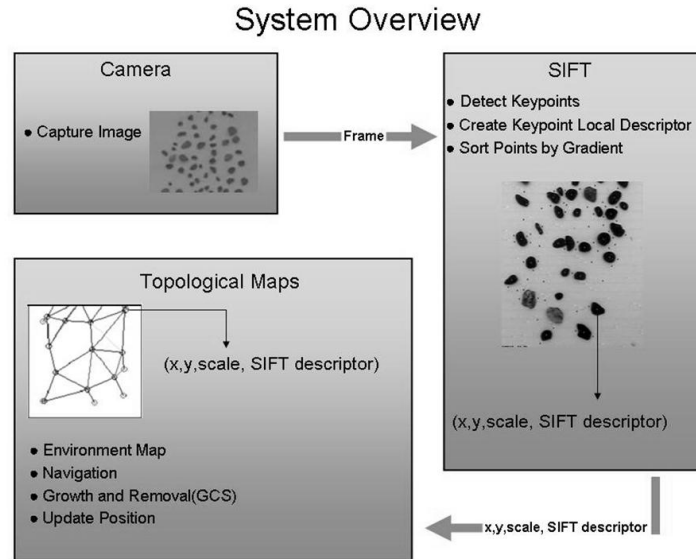 System Overview
Camera
● Capture Image
Frame
SIFT
● Detect Keypoints
● Create Keypoint Local Descriptor
● Sort Points by Gradient
(x,y,scale, SIFT descriptor)
x,y,scale, SIFT descriptor
Topological Maps
(x,y,scale, SIFT descriptor)
● Environment Map
● Navigation
● Growth and Removal(GCS)
● Update Position